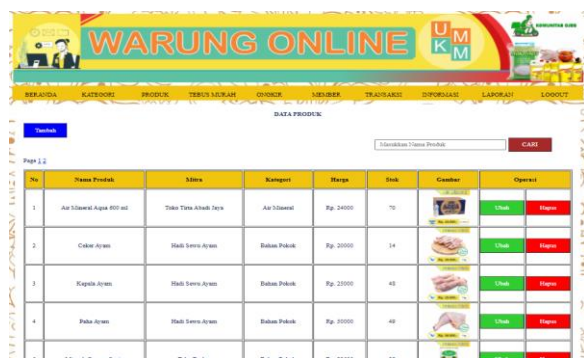 WARUNG ONLINE
UMKM
KOMUNITAS OJEK
BERANDA KATEGORI PRODUK TEBUS MURAH ONGKIR MEMBER TRANSAKSI INFORMASI LAPORAN LOGOUT
DATA PRODUK
Tambah
Masukkan Nama Produk CARI
Page 1 2
No Nama Produk Mitra Kategori Harga Stok Gambar Operasi
1 Air Mineral Aqua 600 ml Toko Tirta Abadi Jaya Air Mineral Rp. 24000 70 Ubah Hapus
2 Ceker Ayam Hadi Sewu Ayam Bahan Pokok Rp. 20000 14 Ubah Hapus
3 Kepala Ayam Hadi Sewu Ayam Bahan Pokok Rp. 25000 48 Ubah Hapus
4 Paha Ayam Hadi Sewu Ayam Bahan Pokok Rp. 30000 48 Ubah Hapus